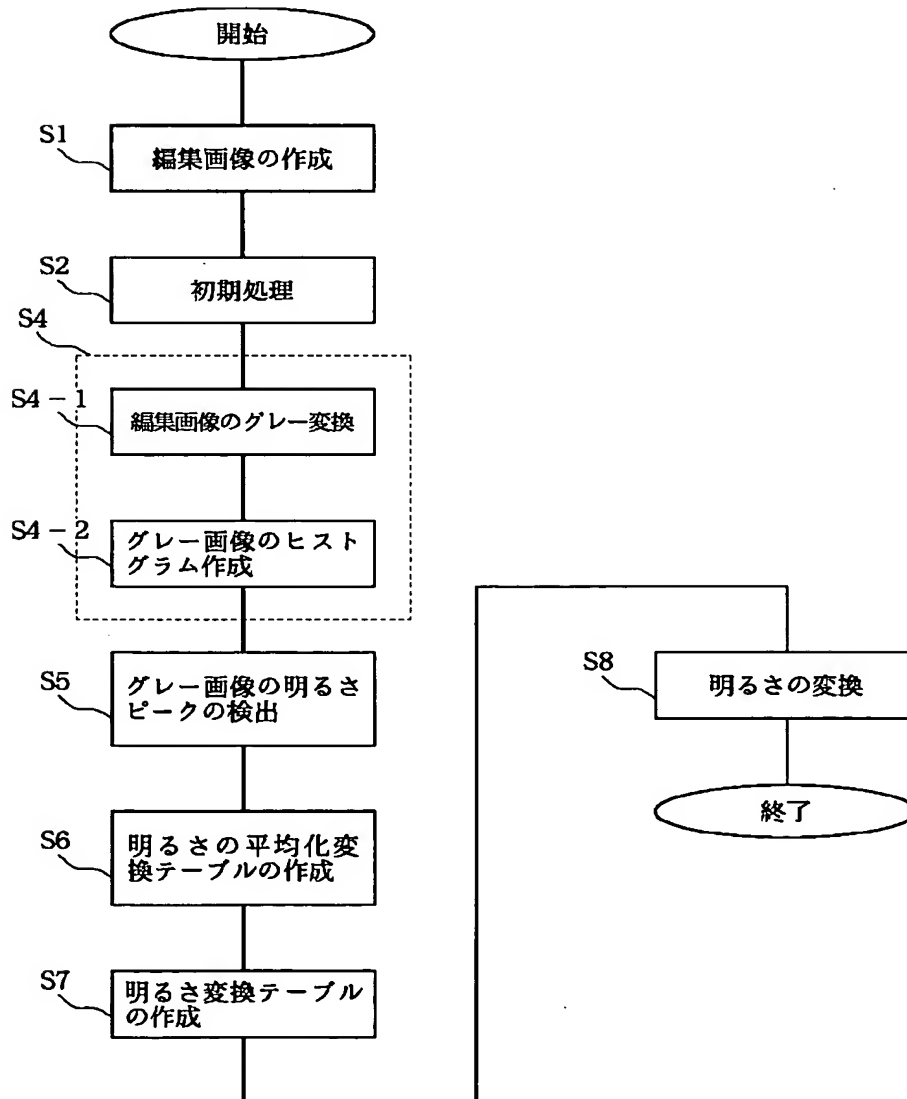 開始
S1
編集画像の作成
S2
初期処理
S4
S4-1
編集画像のグレー変換
S4-2
グレー画像のヒスト
グラム作成
S5
グレー画像の明るさ
ピークの検出
S6
明るさの平均化変
換テーブルの作成
S7
明るさ変換テーブル
の作成
S8
明るさの変換
終了